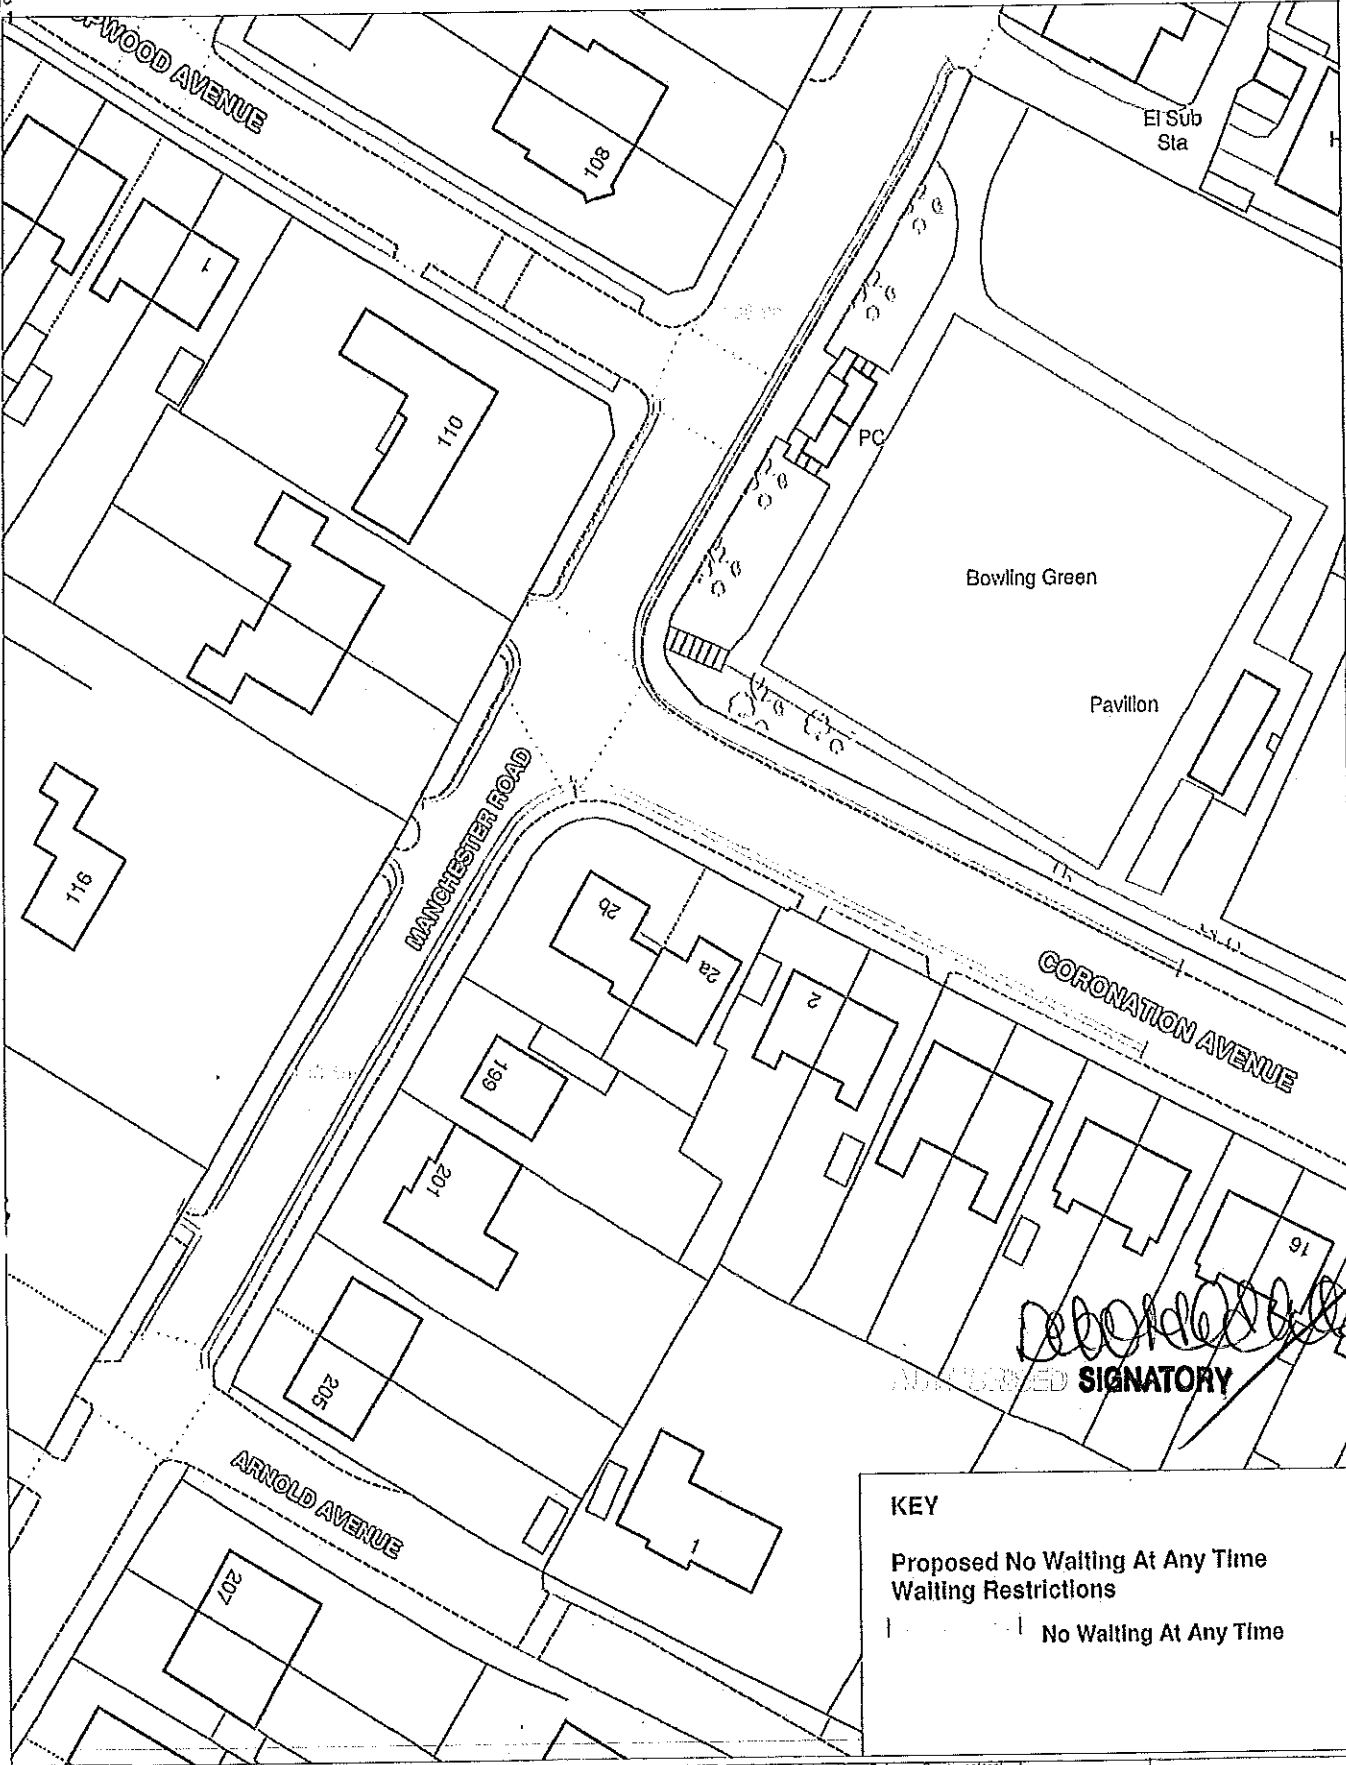 OPWOOD AVENUE
El Sub
Sta
108
1
110
PC
Bowling Green
Pavilion
MANCHESTER ROAD
116
2b
2a
2
CORONATION AVENUE
199
201
16
205
AUTHORISED SIGNATORY
ARNOLD AVENUE
1
207
KEY
Proposed No Waiting At Any Time
Waiting Restrictions
No Waiting At Any Time